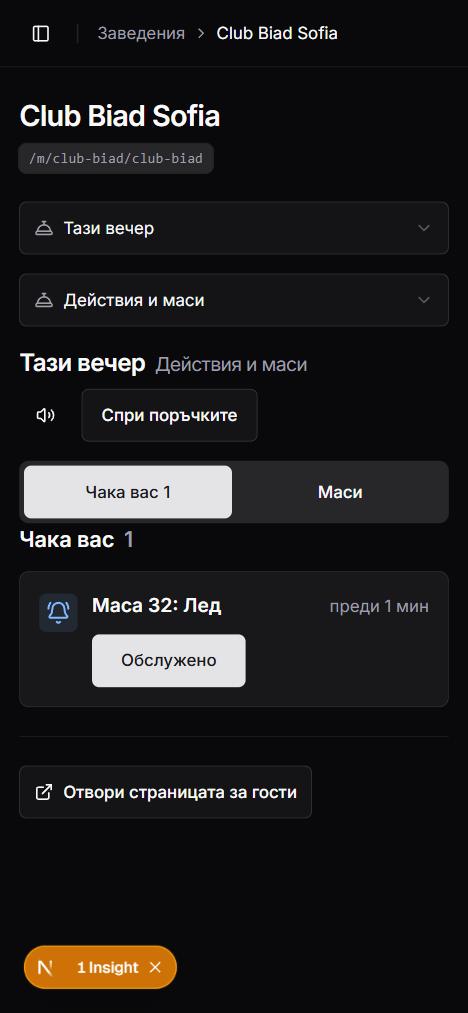 Заведения > Club Biad Sofia
Club Biad Sofia
/m/club-biad/club-biad
Тази вечер
Действия и маси
Тази вечер Действия и маси
Спри поръчките
Чака вас 1 Маси
Чака вас 1
Маса 32: Лед преди 1 мин
Обслужено
Отвори страницата за гости
N 1 Insight